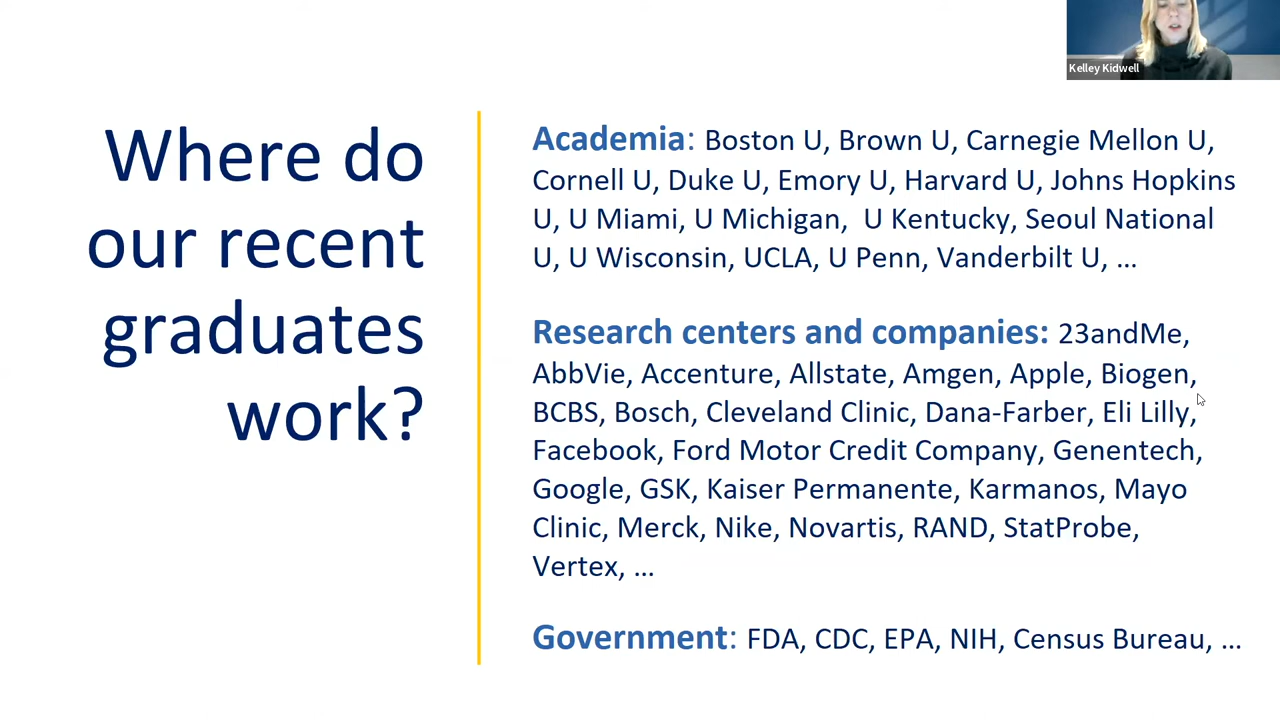 Kelley Kidwell
Where do
our recent
graduates
work?
Academia: Boston U, Brown U, Carnegie Mellon U,
Cornell U, Duke U, Emory U, Harvard U, Johns Hopkins
U, U Miami, U Michigan,  U Kentucky, Seoul National
U, U Wisconsin, UCLA, U Penn, Vanderbilt U, ...
Research centers and companies: 23andMe,
AbbVie, Accenture, Allstate, Amgen, Apple, Biogen,
BCBS, Bosch, Cleveland Clinic, Dana-Farber, Eli Lilly,
Facebook, Ford Motor Credit Company, Genentech,
Google, GSK, Kaiser Permanente, Karmanos, Mayo
Clinic, Merck, Nike, Novartis, RAND, StatProbe,
Vertex, ...
Government: FDA, CDC, EPA, NIH, Census Bureau, ...